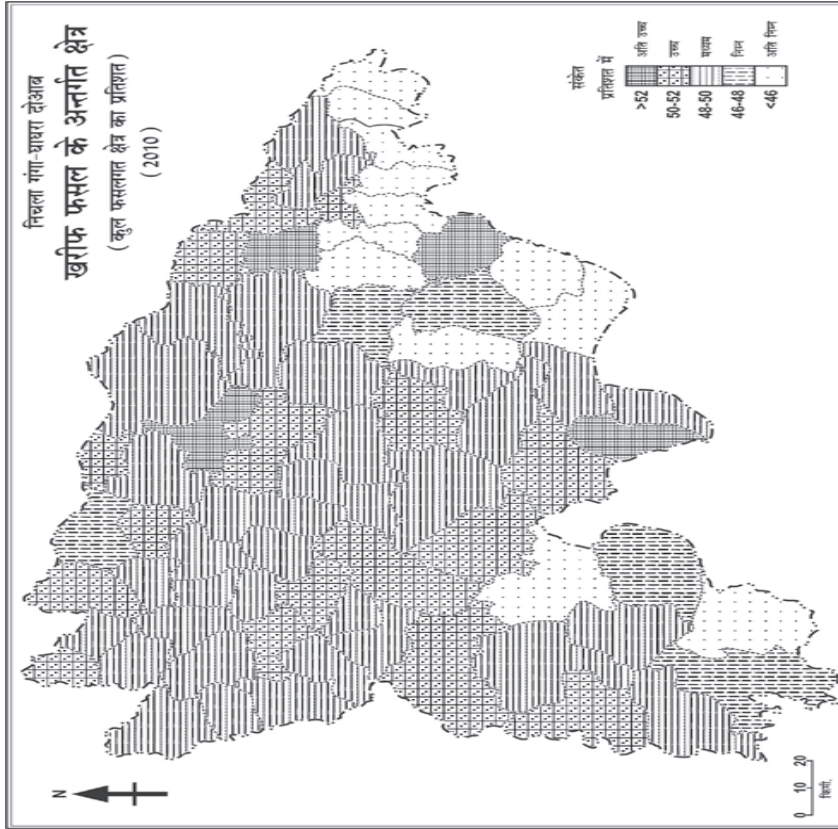 निचला गंगा-घाघरा दोआब
खरीफ फसल के अन्तर्गत क्षेत्र
( कुल फसलगत क्षेत्र का प्रतिशत )
( 2010 )
N
संकेत
प्रतिशत में
>52 अति उच्च
50-52 उच्च
48-50 मध्यम
46-48 निम्न
<46 अति निम्न
0 10 20
किमी.